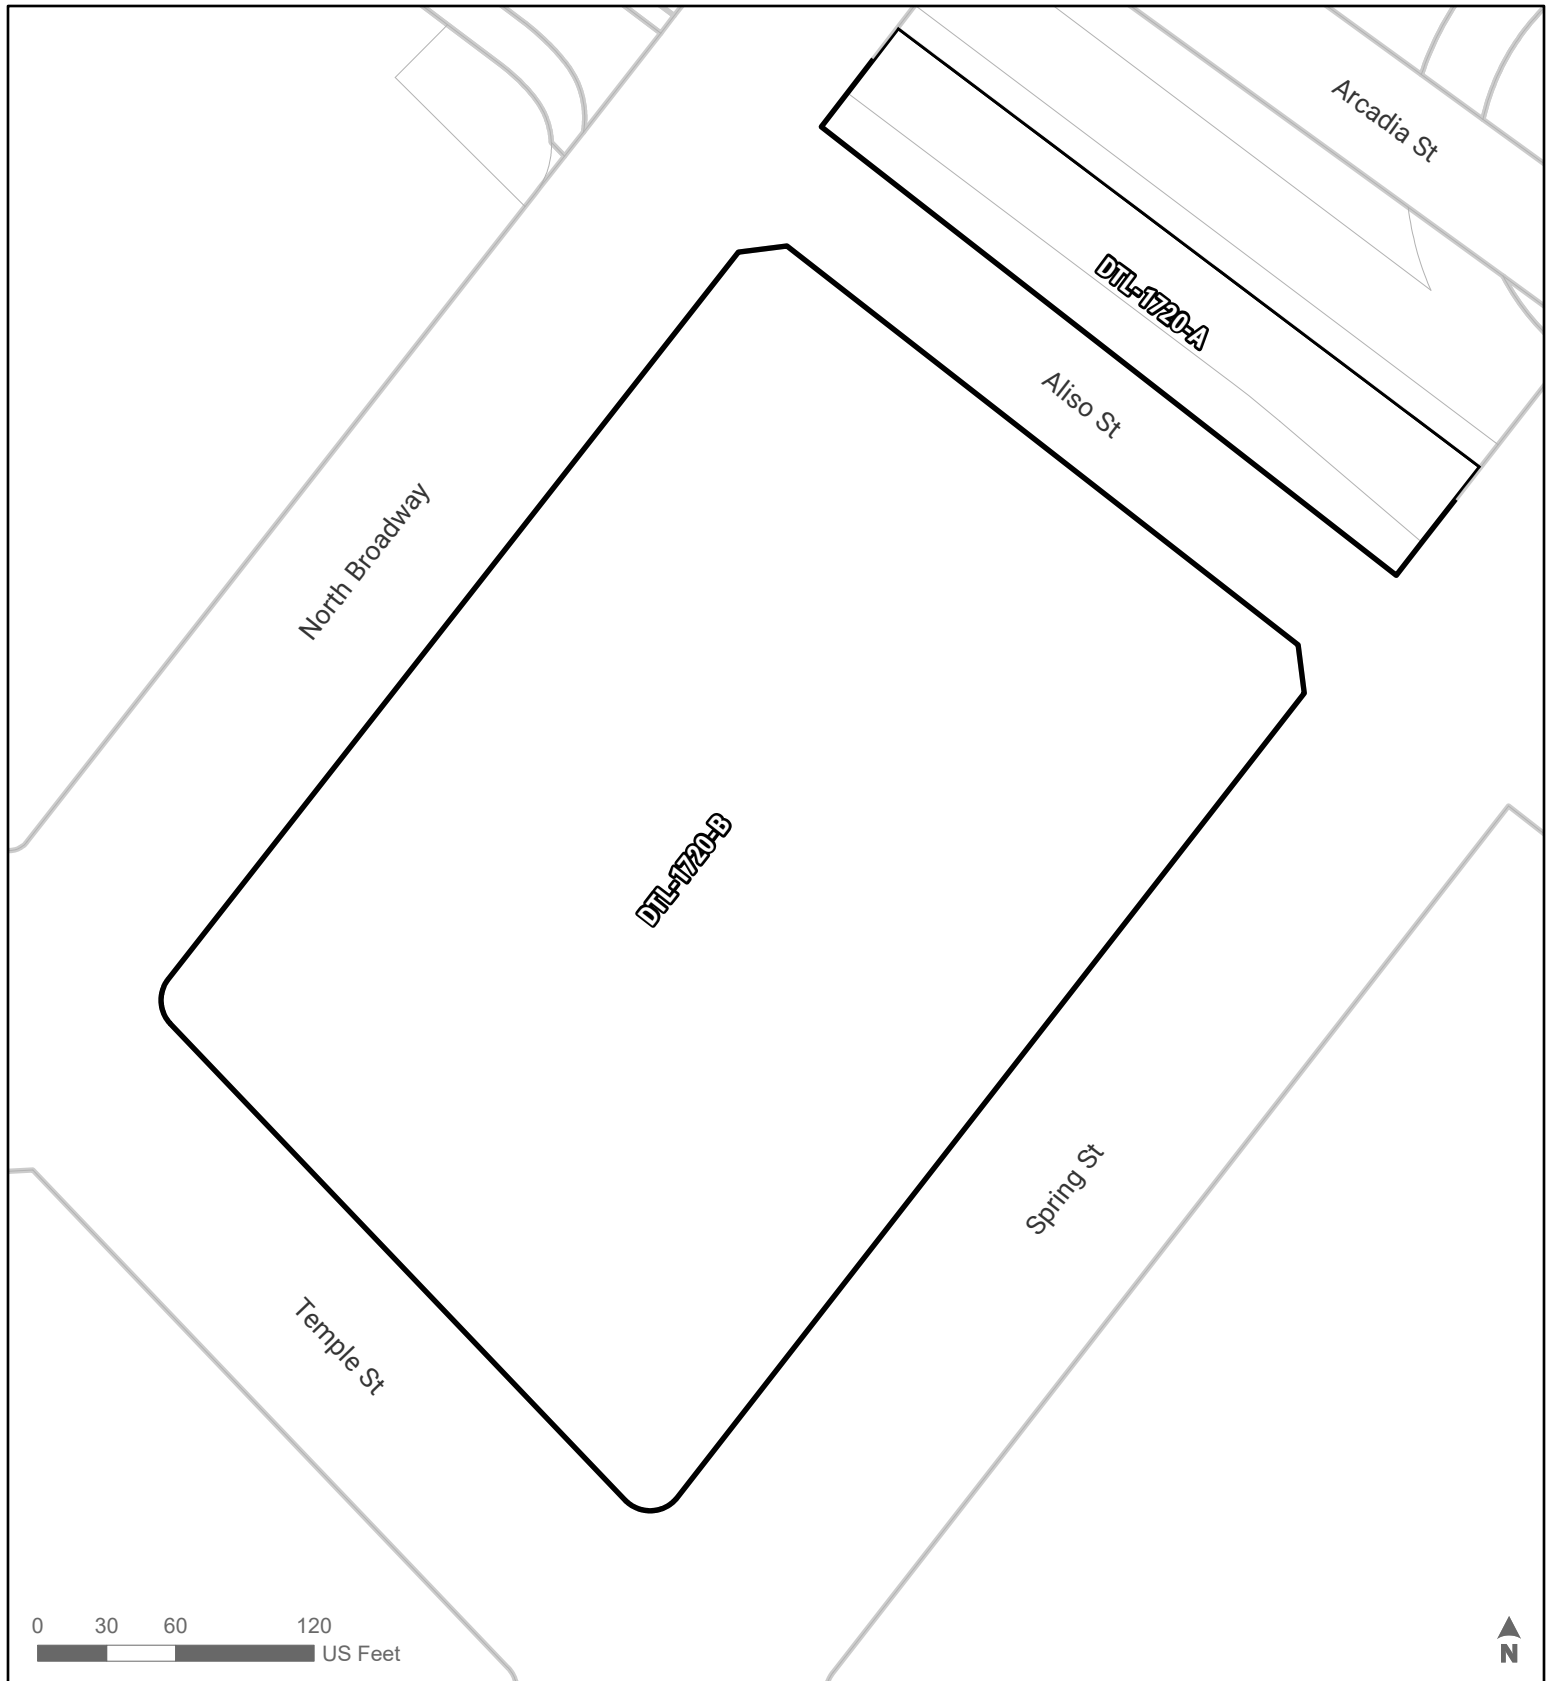 Arcadia St
DTL-1720-A
Aliso St
North Broadway
DTL-1720-B
Spring St
Temple St
0 30 60 120
US Feet
N